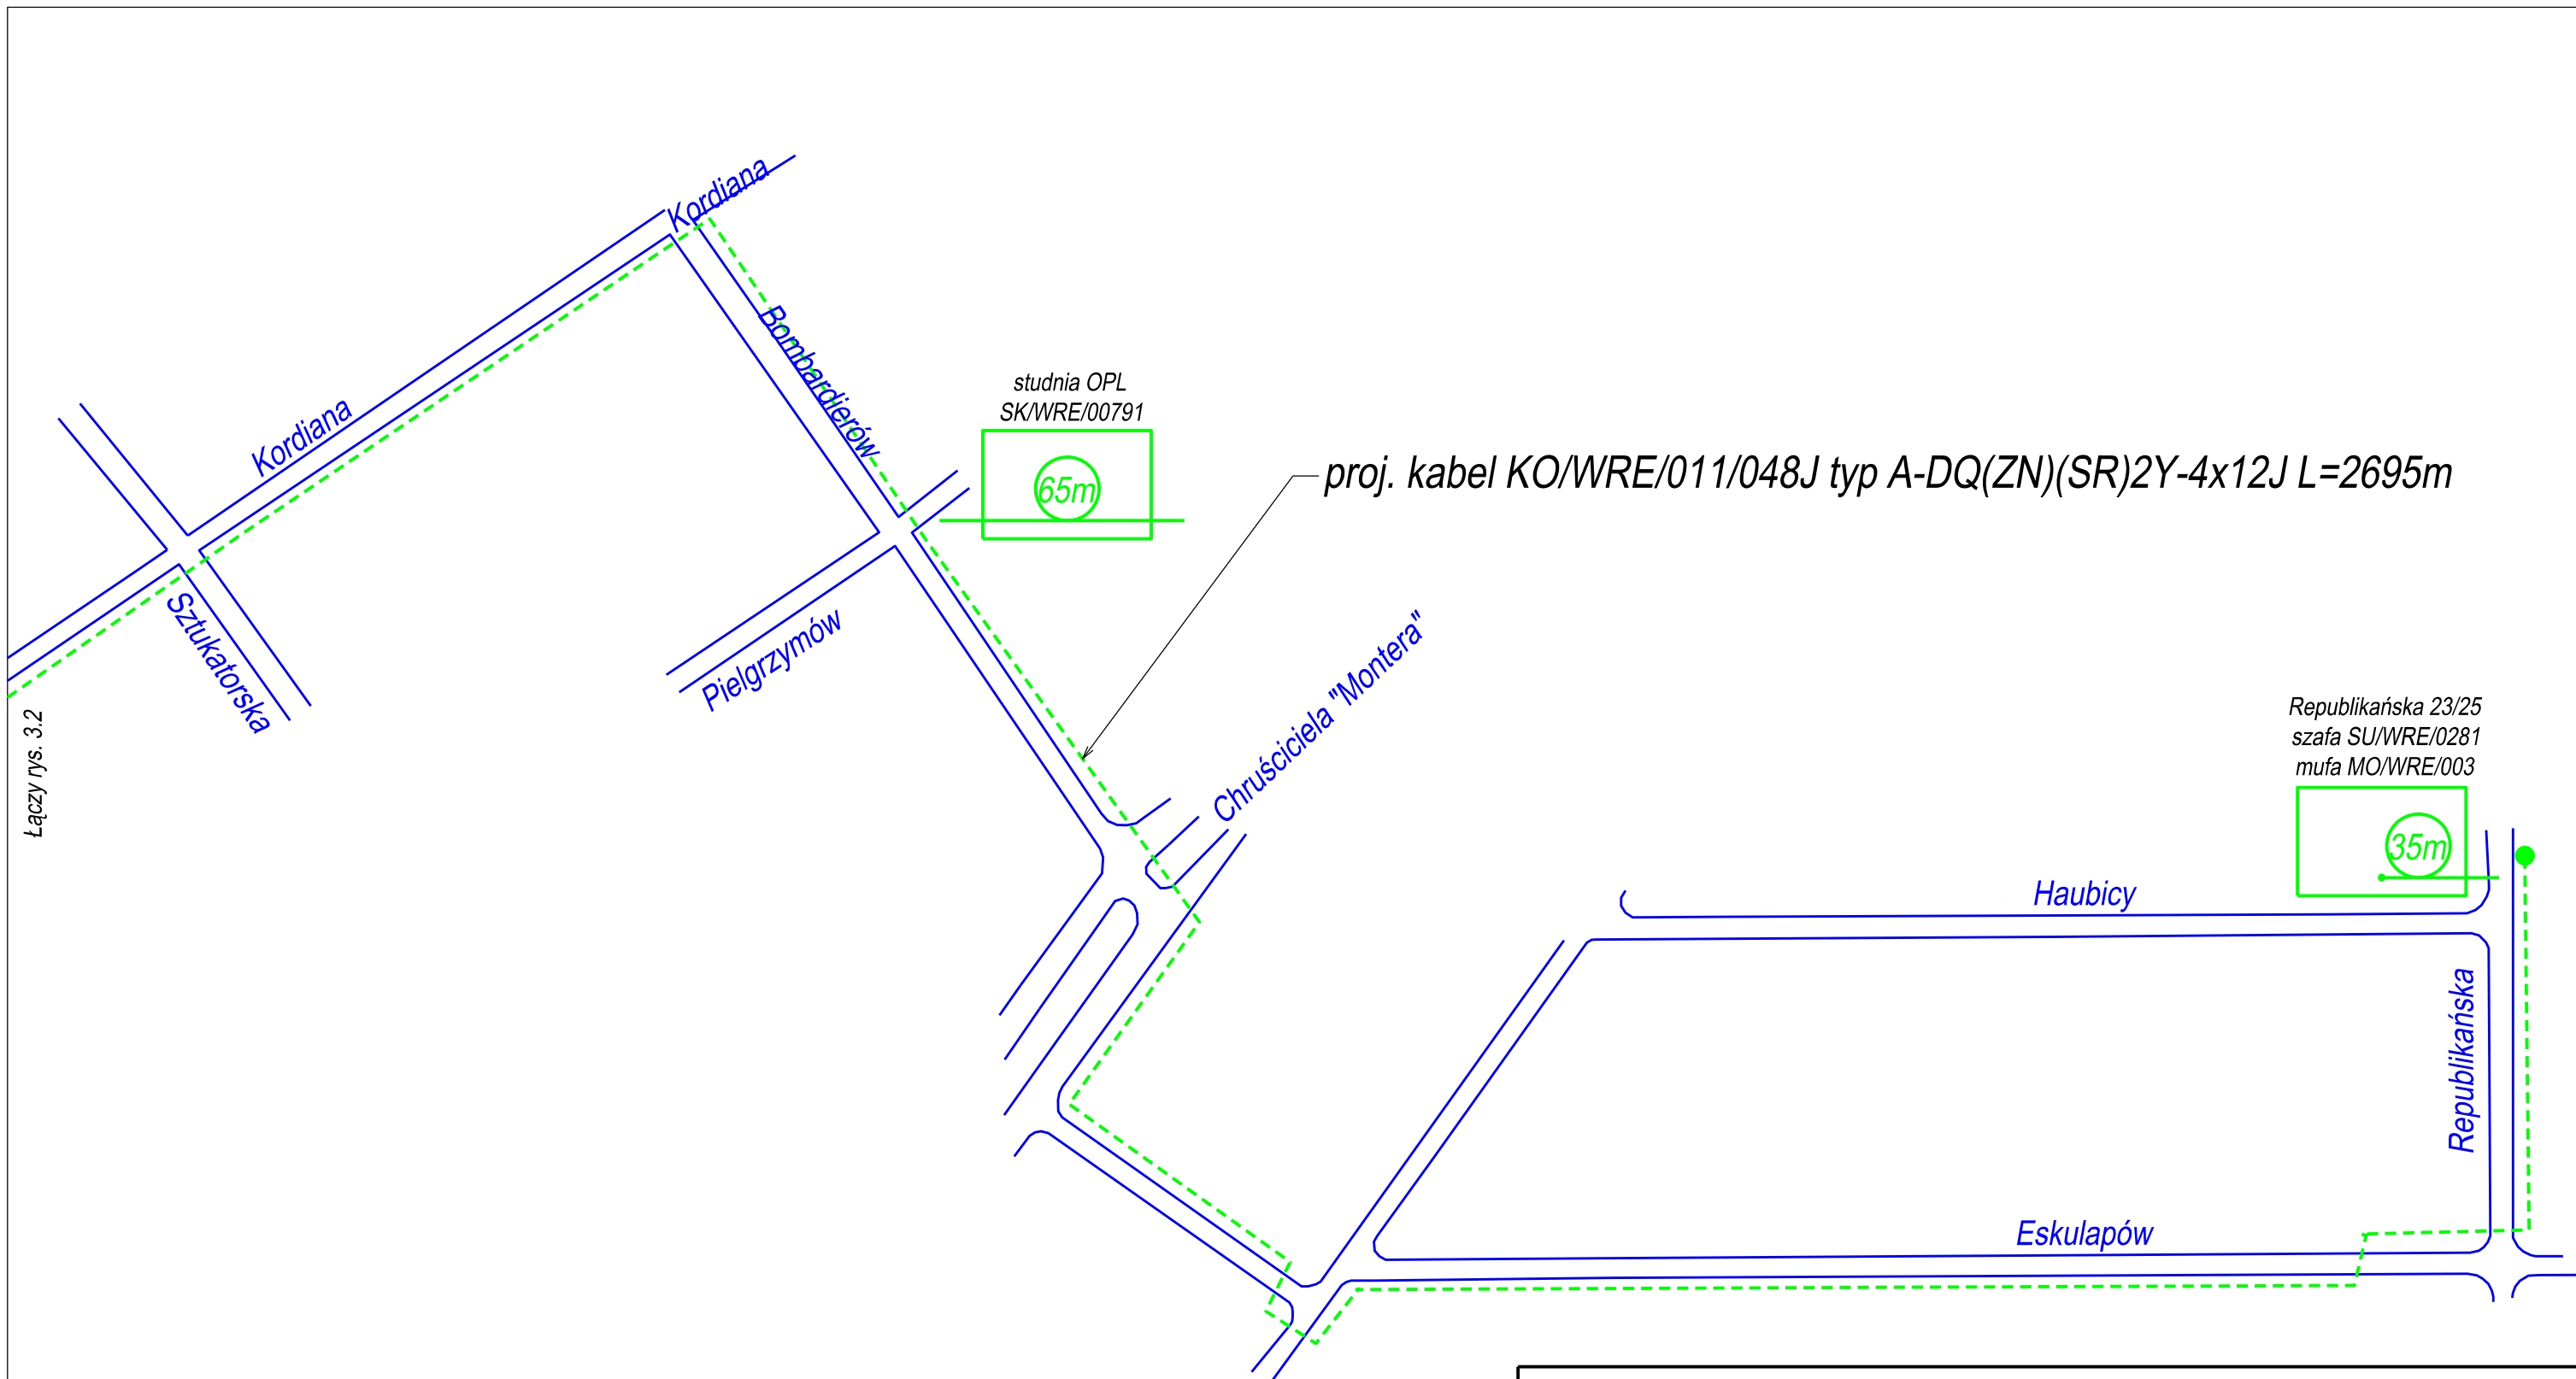 Kordiana
Kordiana
Bombardierów
studnia OPL
SK/WRE/00791
65m
proj. kabel KO/WRE/011/048J typ A-DQ(ZN)(SR)2Y-4x12J L=2695m
Sztukatorska
Pielgrzymów
Chruściciela "Montera"
Łączy rys. 3.2
Republikańska 23/25
szafa SU/WRE/0281
mufa MO/WRE/003
35m
Haubicy
Republikańska
Eskulapów